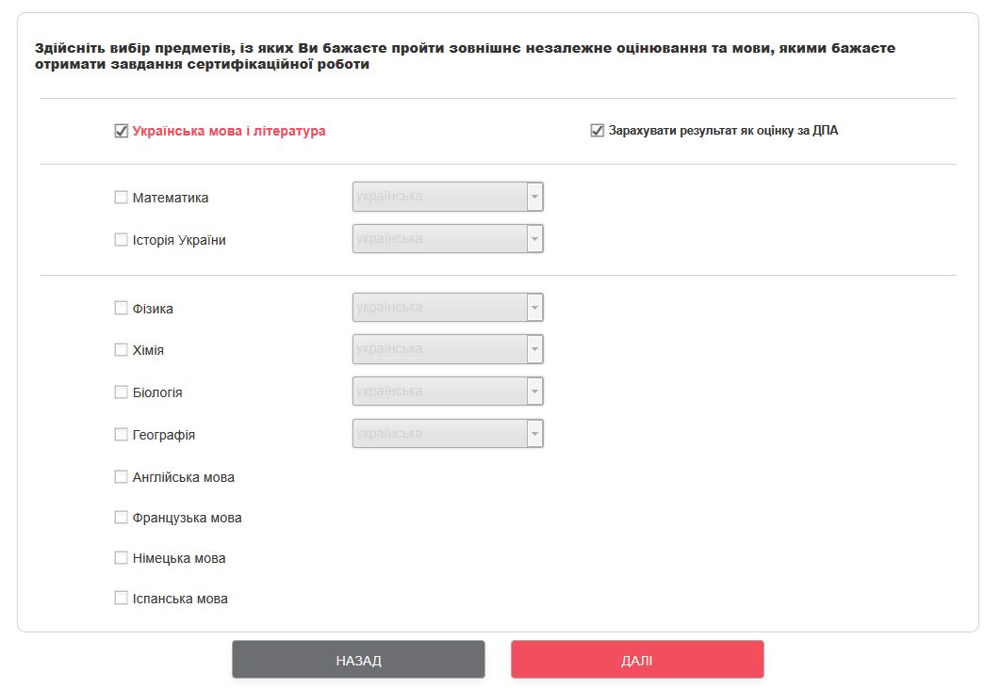 Здійсніть вибір предметів, із яких Ви бажаєте пройти зовнішнє незалежне оцінювання та мови, якими бажаєте
отримати завдання сертифікаційної роботи
Українська мова і література
Зарахувати результат як оцінку за ДПА
Математика
українська
Історія України
українська
Фізика
українська
Хімія
українська
Біологія
українська
Географія
українська
Англійська мова
Французька мова
Німецька мова
Іспанська мова
НАЗАД
ДАЛІ